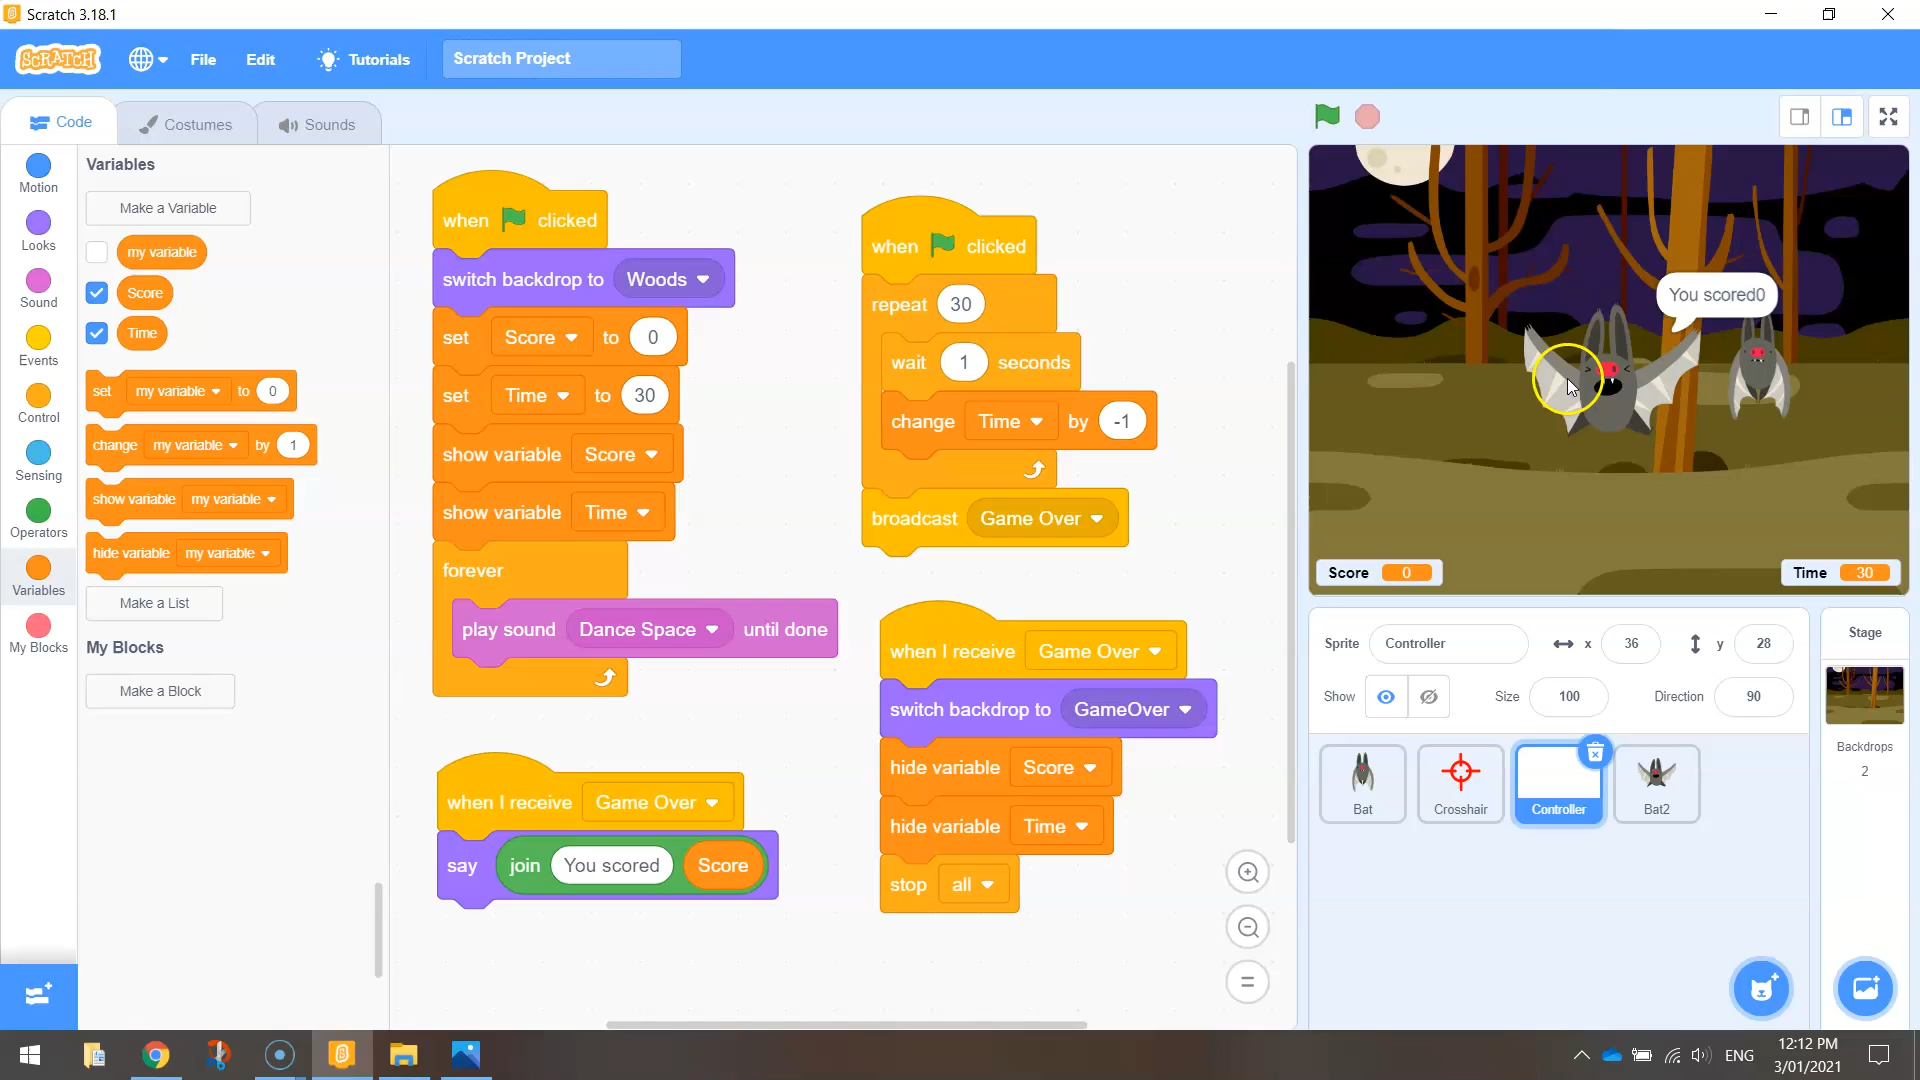 Scratch 3.18.1
SCRATCH
File
Edit
Tutorials
Scratch Project
Code
Costumes
Sounds
Motion
Looks
Sound
Events
Control
Sensing
Operators
Variables
My Blocks
Variables
Make a Variable
my variable
Score
Time
set my variable to 0
change my variable by 1
show variable my variable
hide variable my variable
Make a List
My Blocks
Make a Block
when clicked
switch backdrop to Woods
set Score to 0
set Time to 30
show variable Score
show variable Time
forever
play sound Dance Space until done
when I receive Game Over
say join You scored Score
when clicked
repeat 30
wait 1 seconds
change Time by -1
broadcast Game Over
when I receive Game Over
switch backdrop to GameOver
hide variable Score
hide variable Time
stop all
You scored0
Score 0
Time 30
Sprite Controller x 36 y 28
Show Size 100 Direction 90
Bat
Crosshair
Controller
Bat2
Stage
Backdrops
2
ENG
12:12 PM
3/01/2021